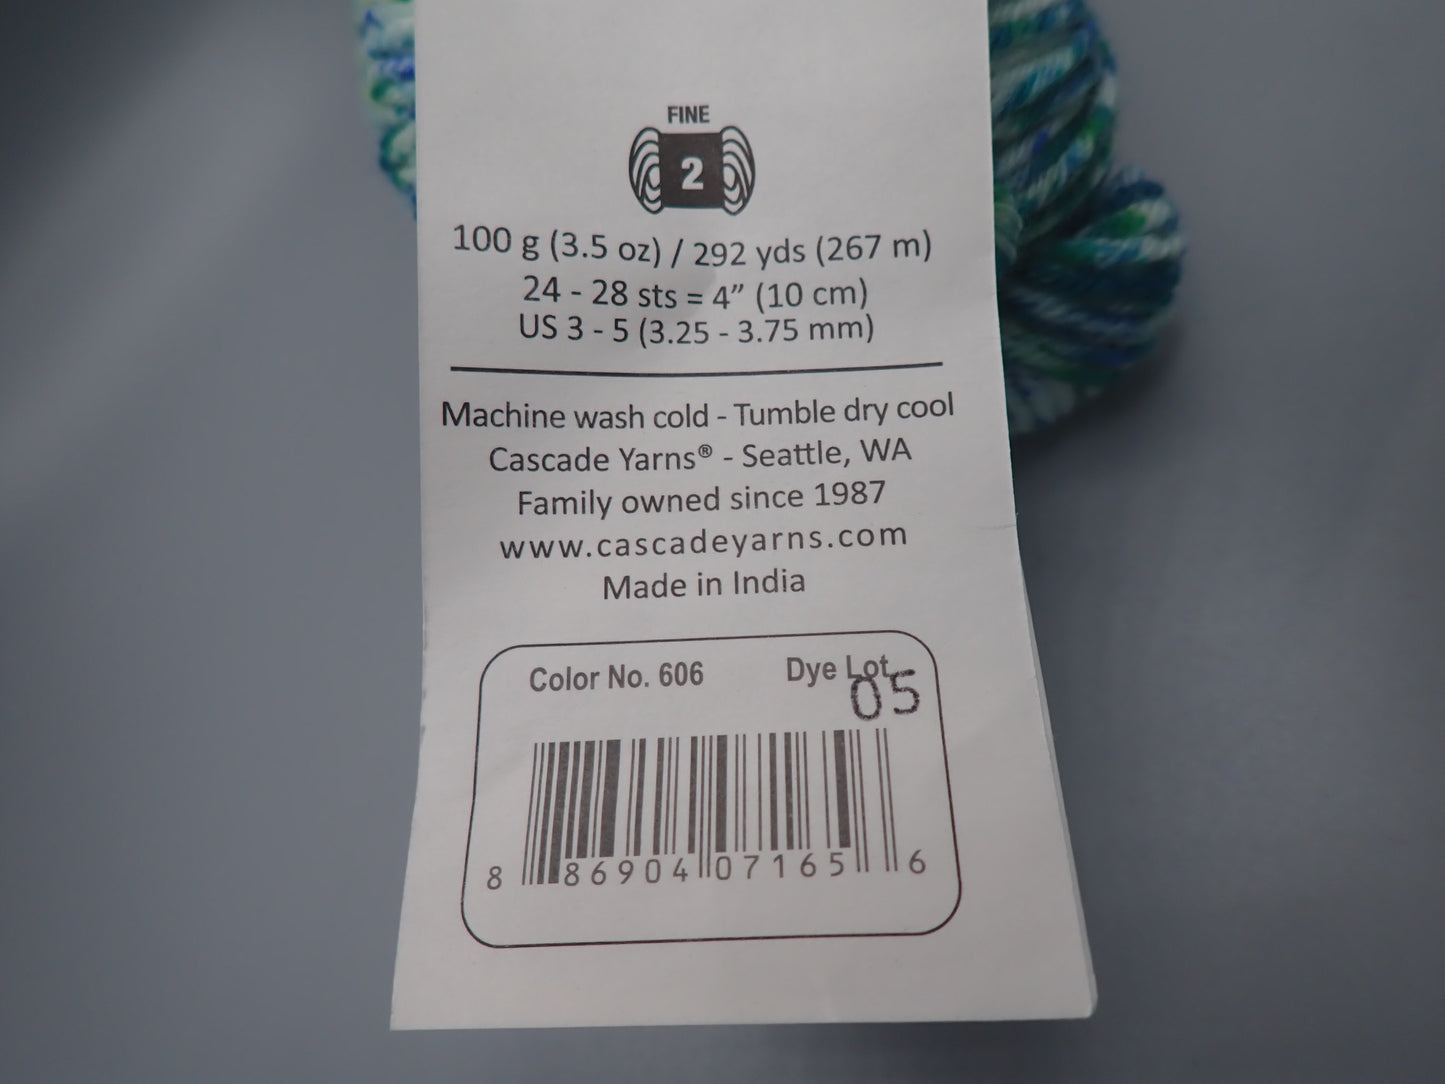 FINE
2
100 g (3.5 oz) / 292 yds (267 m)
24 - 28 sts = 4” (10 cm)
US 3 - 5 (3.25 - 3.75 mm)
Machine wash cold - Tumble dry cool
Cascade Yarns® - Seattle, WA
Family owned since 1987
www.cascadeyarns.com
Made in India
Color No. 606 Dye Lot
05
8 86904 07165 6